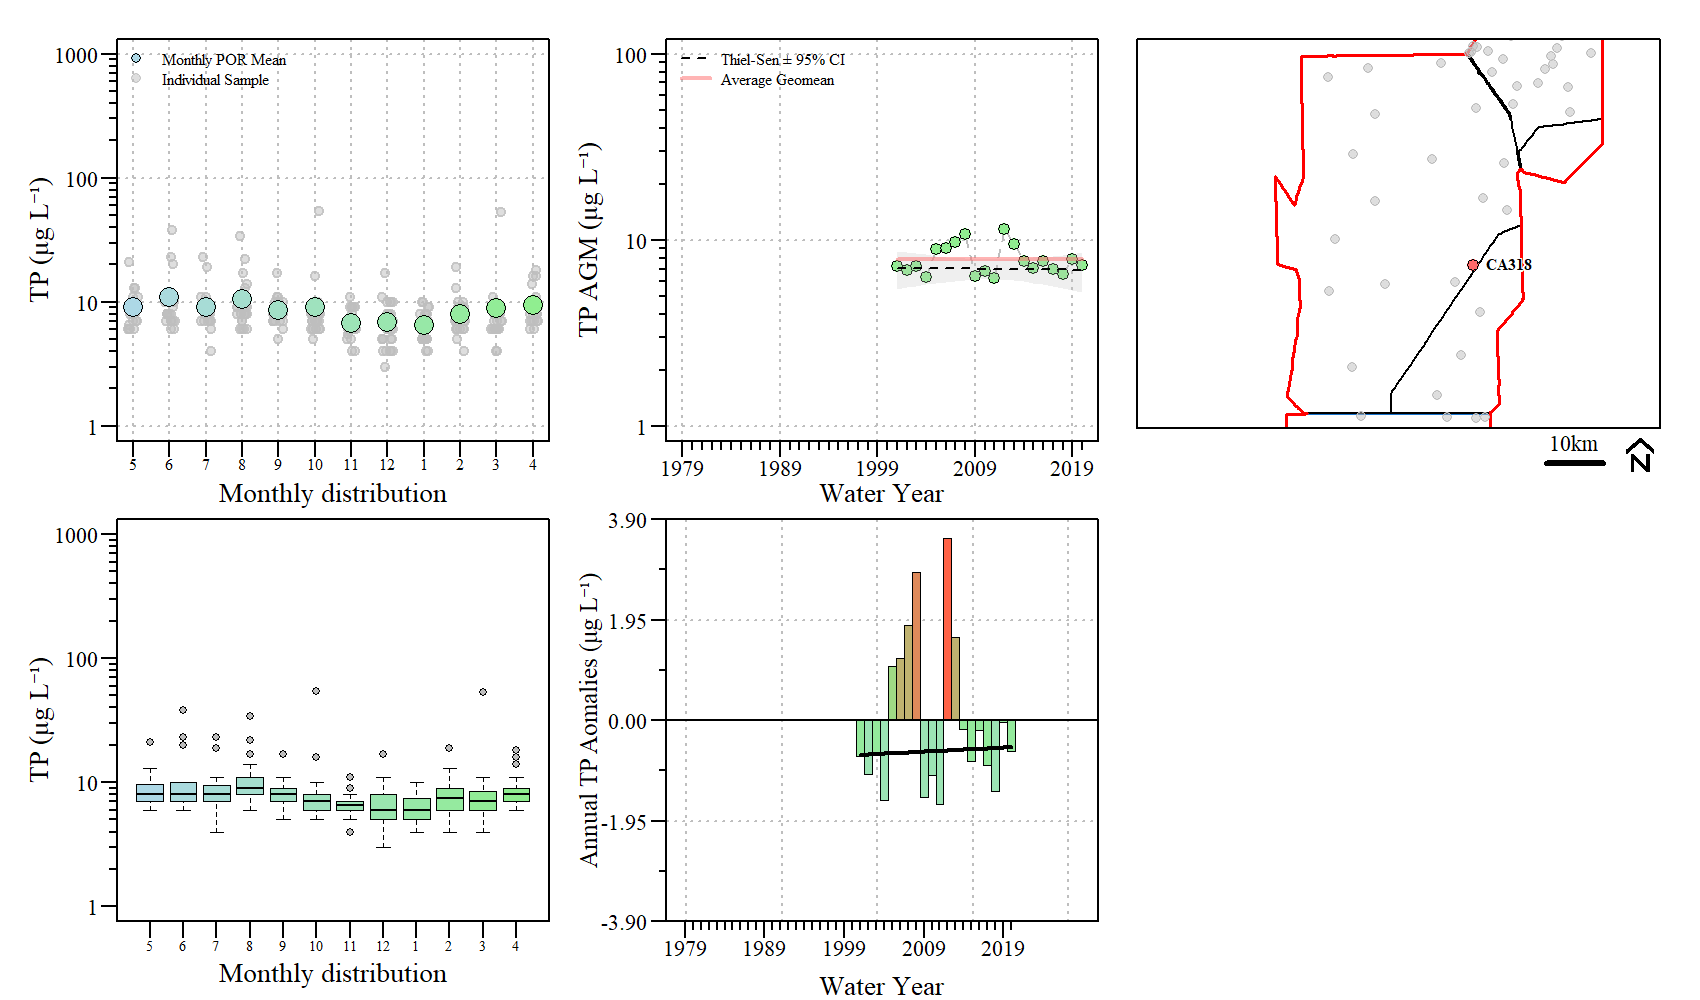 1000
100
10
1
TP (µg L⁻¹)
Monthly POR Mean
Individual Sample
5 6 7 8 9 10 11 12 1 2 3 4
Monthly distribution
100
10
1
TP AGM (µg L⁻¹)
Thiel-Sen ± 95% CI
Average Geomean
1979 1989 1999 2009 2019
Water Year
CA318
10km
N
1000
100
10
1
TP (µg L⁻¹)
5 6 7 8 9 10 11 12 1 2 3 4
Monthly distribution
3.90
1.95
0.00
-1.95
-3.90
Annual TP Aomalies (µg L⁻¹)
1979 1989 1999 2009 2019
Water Year